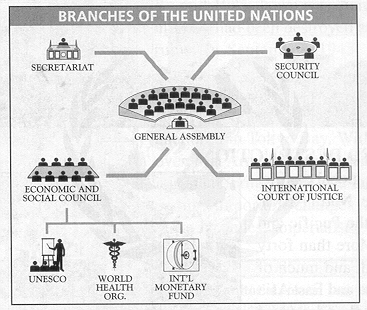 BRANCHES OF THE UNITED NATIONS
SECRETARIAT
SECURITY
COUNCIL
GENERAL ASSEMBLY
ECONOMIC AND
SOCIAL COUNCIL
INTERNATIONAL
COURT OF JUSTICE
UNESCO
WORLD
HEALTH
ORG.
INT'L
MONETARY
FUND